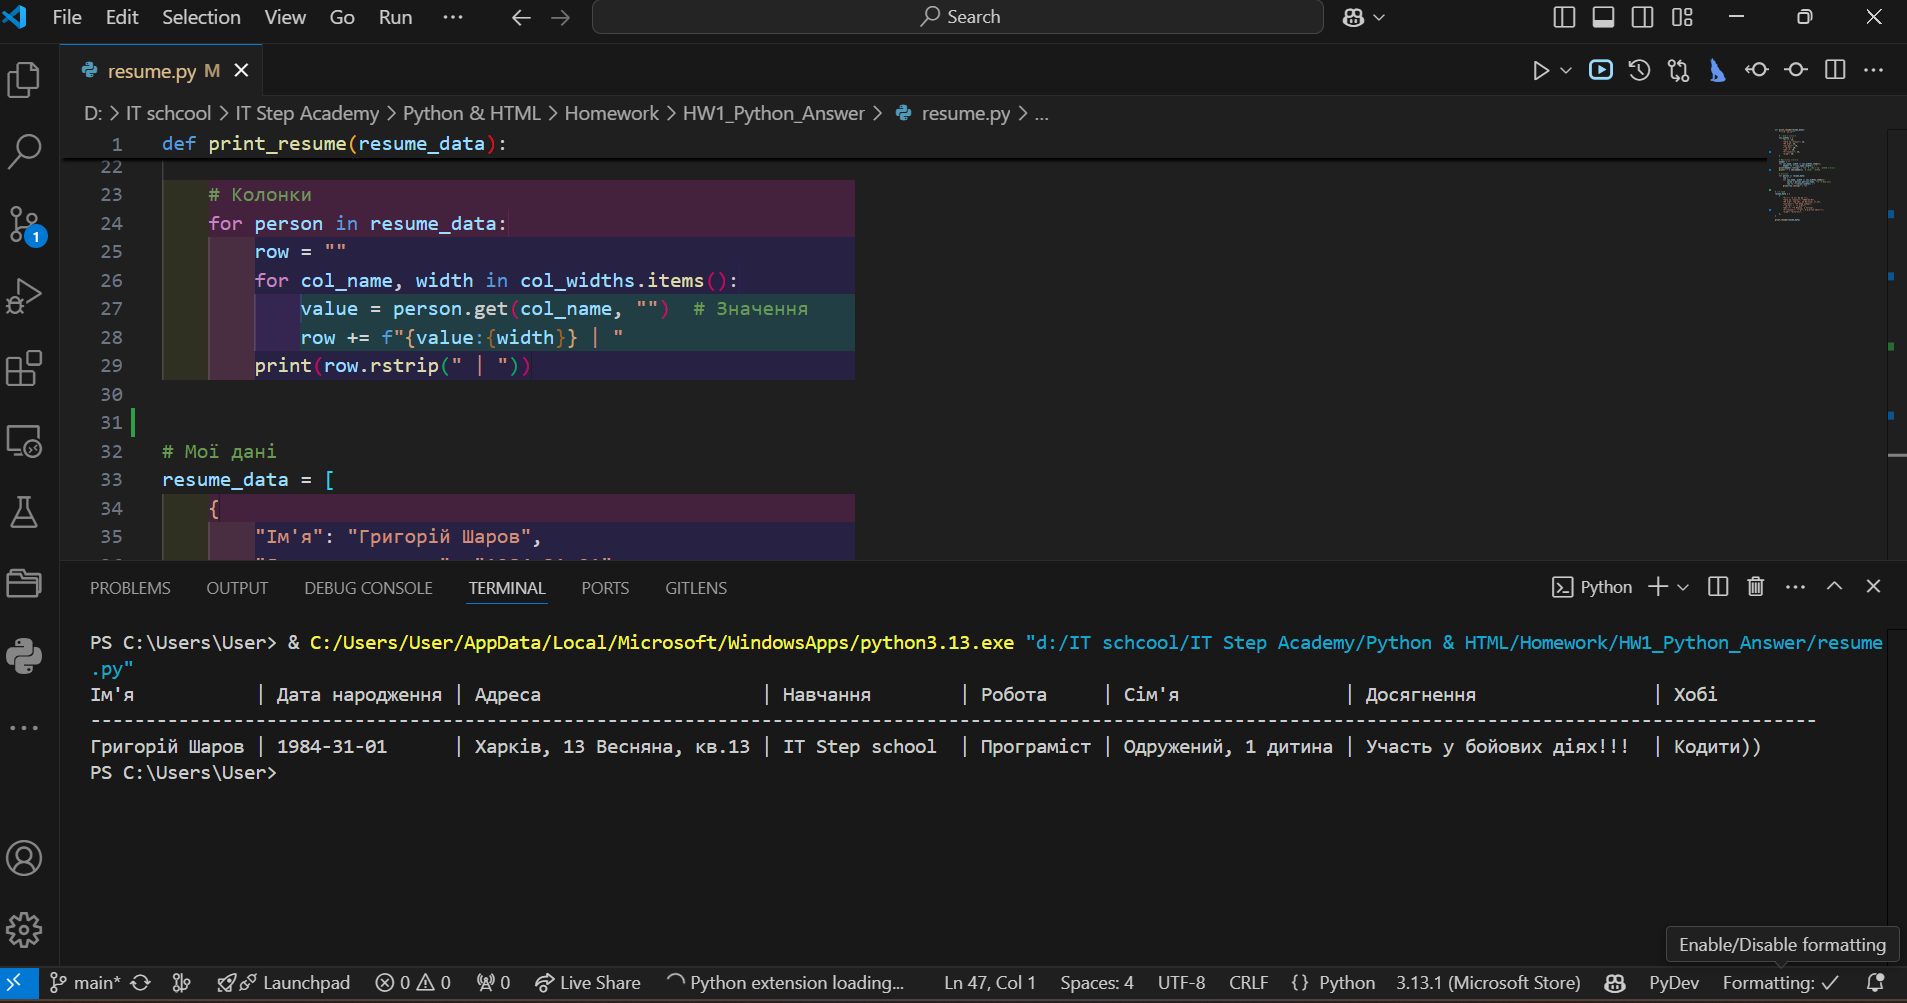 File Edit Selection View Go Run ··· Search
resume.py M
D: > IT schcool > IT Step Academy > Python & HTML > Homework > HW1_Python_Answer > resume.py > ...
1 def print_resume(resume_data):
22
23 # Колонки
24 for person in resume_data:
25 row = ""
26 for col_name, width in col_widths.items():
27 value = person.get(col_name, "") # Значення
28 row += f"{value:{width}} | "
29 print(row.rstrip(" | "))
30
31
32 # Мої дані
33 resume_data = [
34 {
35 "Ім'я": "Григорій Шаров",
1
PROBLEMS OUTPUT DEBUG CONSOLE TERMINAL PORTS GITLENS Python
PS C:\Users\User> & C:/Users/User/AppData/Local/Microsoft/WindowsApps/python3.13.exe "d:/IT schcool/IT Step Academy/Python & HTML/Homework/HW1_Python_Answer/resume
.py"
Ім'я | Дата народження | Адреса | Навчання | Робота | Сім'я | Досягнення | Хобі
-------------------------------------------------------------------------------------------------------------------------------------------------------------
Григорій Шаров | 1984-31-01 | Харків, 13 Весняна, кв.13 | IT Step school | Програміст | Одружений, 1 дитина | Участь у бойових діях!!! | Кодити))
PS C:\Users\User>
Enable/Disable formatting
main* Launchpad 0 0 0 Live Share Python extension loading... Ln 47, Col 1 Spaces: 4 UTF-8 CRLF {} Python 3.13.1 (Microsoft Store) PyDev Formatting: ✓